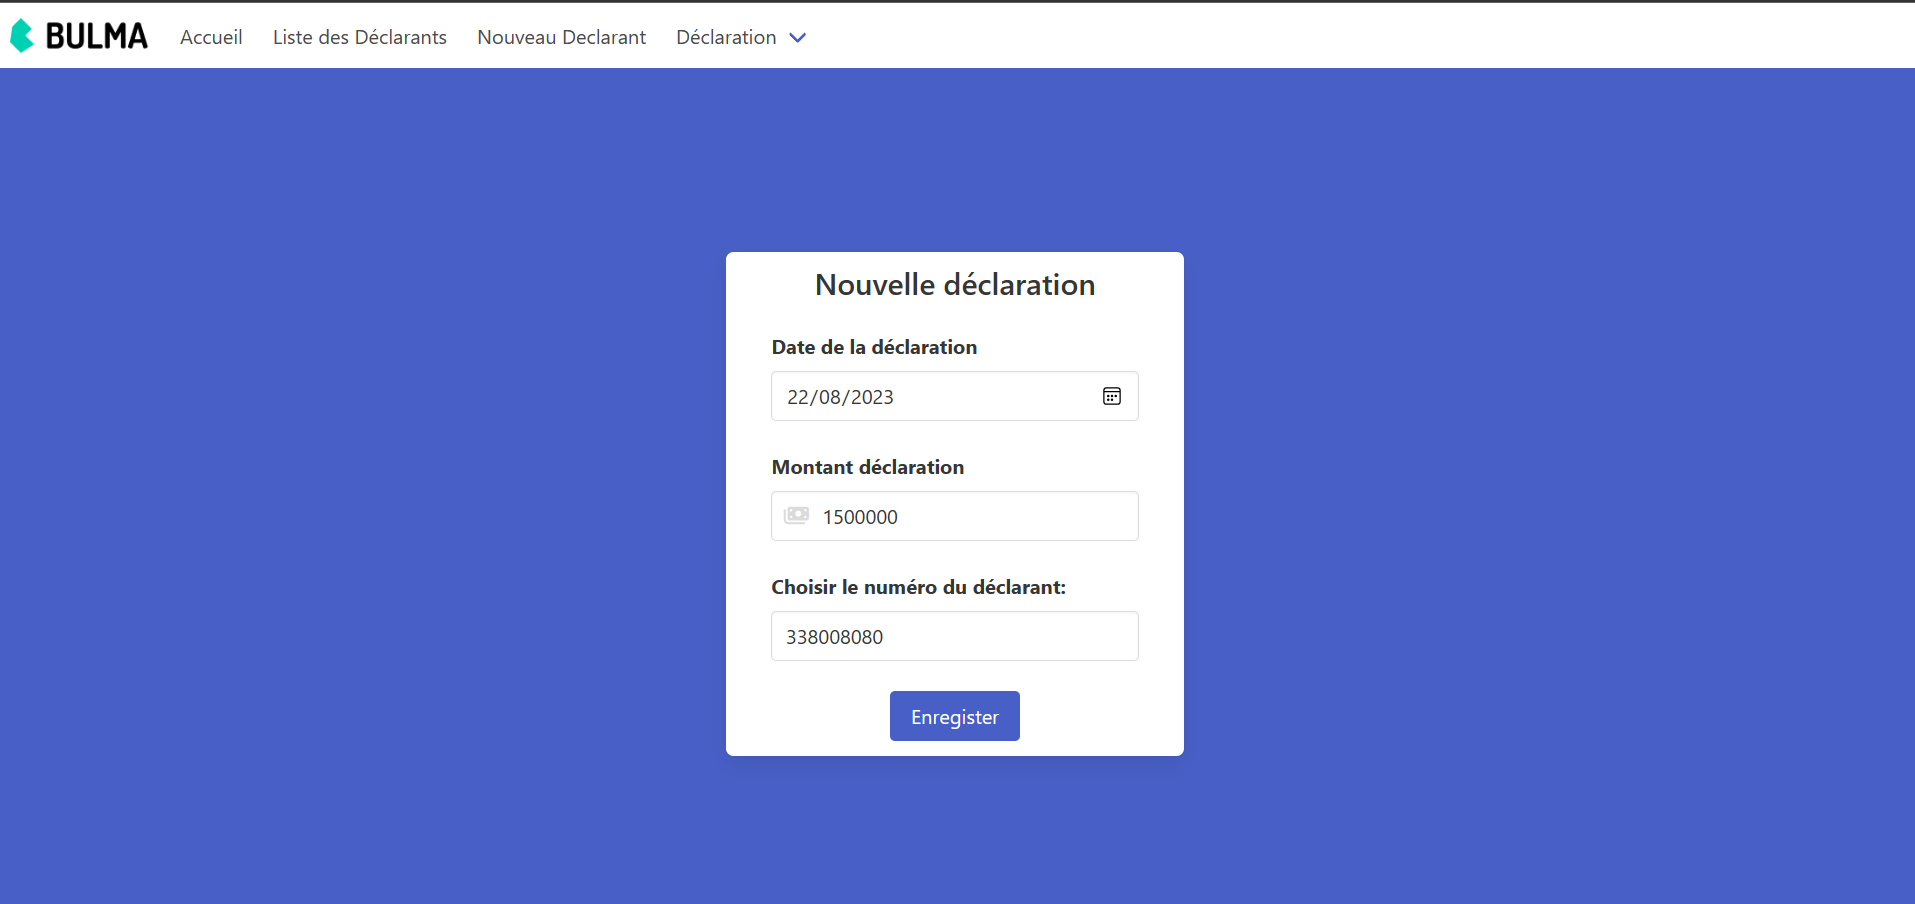 BULMA Accueil Liste des Déclarants Nouveau Declarant Déclaration
Nouvelle déclaration
Date de la déclaration
22/08/2023
Montant déclaration
1500000
Choisir le numéro du déclarant:
338008080
Enregister